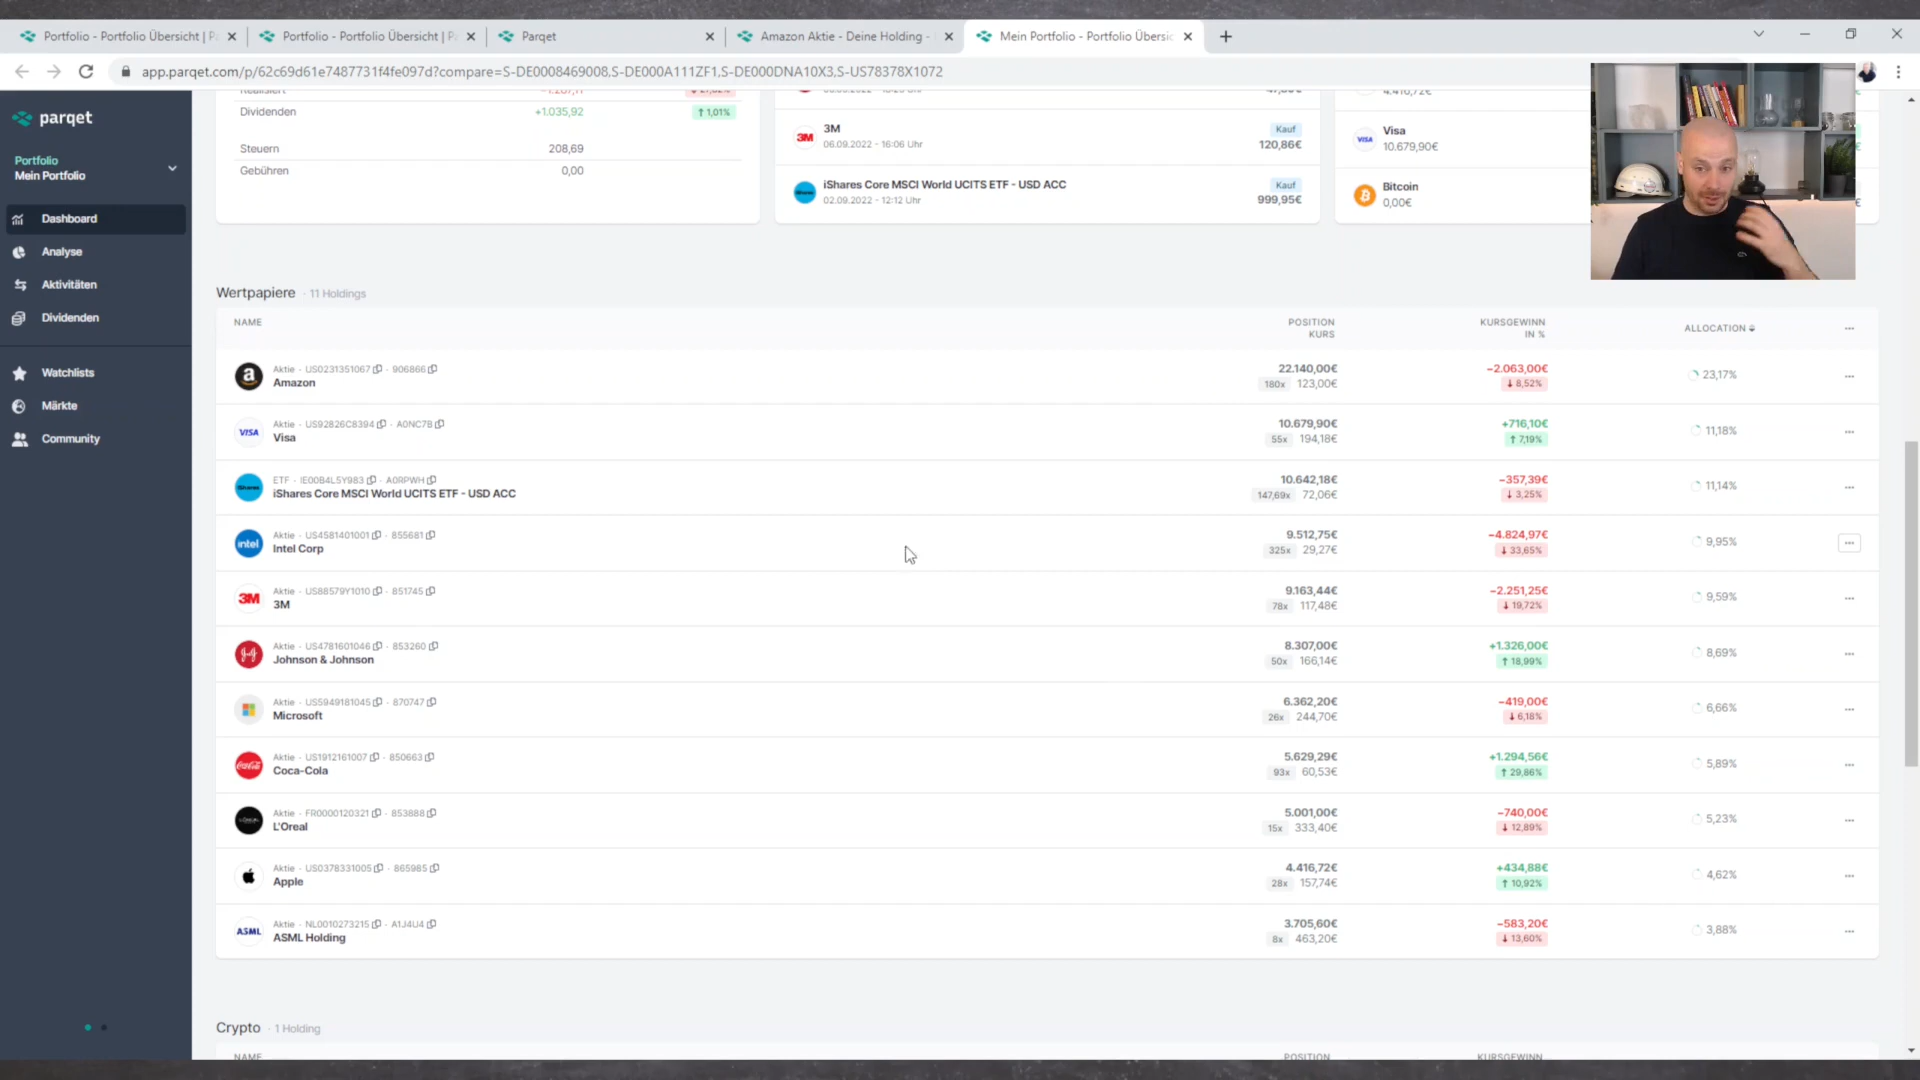 Portfolio - Portfolio Übersicht | P
Portfolio - Portfolio Übersicht | P
Parqet
Amazon Aktie - Deine Holding -
Mein Portfolio - Portfolio Übersic
app.parqet.com/p/62c69d61e7487731f4fe097d?compare=S-DE0008469008,S-DE000A111ZF1,S-DE000DNA10X3,S-US78378X1072
parqet
Portfolio
Mein Portfolio
Dashboard
Analyse
Aktivitäten
Dividenden
Watchlists
Märkte
Community
Dividenden +1.035,92 ↑ 1,01%
Steuern 208,69
Gebühren 0,00
3M 3M Kauf
06.09.2022 - 16:06 Uhr 120,86€
iShares Core MSCI World UCITS ETF - USD ACC Kauf
02.09.2022 - 12:12 Uhr 999,95€
4.416,72€
VISA Visa
10.679,90€
Bitcoin
0,00€
Wertpapiere · 11 Holdings
NAME POSITION KURSGEWINN ALLOCATION
KURS IN %
Aktie · US0231351067 · 906866 22.140,00€ −2.063,00€ 23,17%
Amazon 180x 123,00€ ↓ 8,52%
VISA Aktie · US92826C8394 · A0NC7B 10.679,90€ +716,10€ 11,18%
Visa 55x 194,18€ ↑ 7,19%
ETF · IE00B4L5Y983 · A0RPWH 10.642,18€ −357,39€ 11,14%
iShares Core MSCI World UCITS ETF - USD ACC 147,69x 72,06€ ↓ 3,25%
intel Aktie · US4581401001 · 855681 9.512,75€ −4.824,97€ 9,95%
Intel Corp 325x 29,27€ ↓ 33,65%
3M Aktie · US88579Y1010 · 851745 9.163,44€ −2.251,25€ 9,59%
3M 78x 117,48€ ↓ 19,72%
Aktie · US4781601046 · 853260 8.307,00€ +1.326,00€ 8,69%
Johnson & Johnson 50x 166,14€ ↑ 18,99%
Aktie · US5949181045 · 870747 6.362,20€ −419,00€ 6,66%
Microsoft 26x 244,70€ ↓ 6,18%
Aktie · US1912161007 · 850663 5.629,29€ +1.294,56€ 5,89%
Coca-Cola 93x 60,53€ ↑ 29,86%
Aktie · FR0000120321 · 853888 5.001,00€ −740,00€ 5,23%
L'Oreal 15x 333,40€ ↓ 12,89%
Aktie · US0378331005 · 865985 4.416,72€ +434,88€ 4,62%
Apple 28x 157,74€ ↑ 10,92%
ASML Aktie · NL0010273215 · A1J4U4 3.705,60€ −583,20€ 3,88%
ASML Holding 8x 463,20€ ↓ 13,60%
Crypto · 1 Holding
NAME POSITION KURSGEWINN